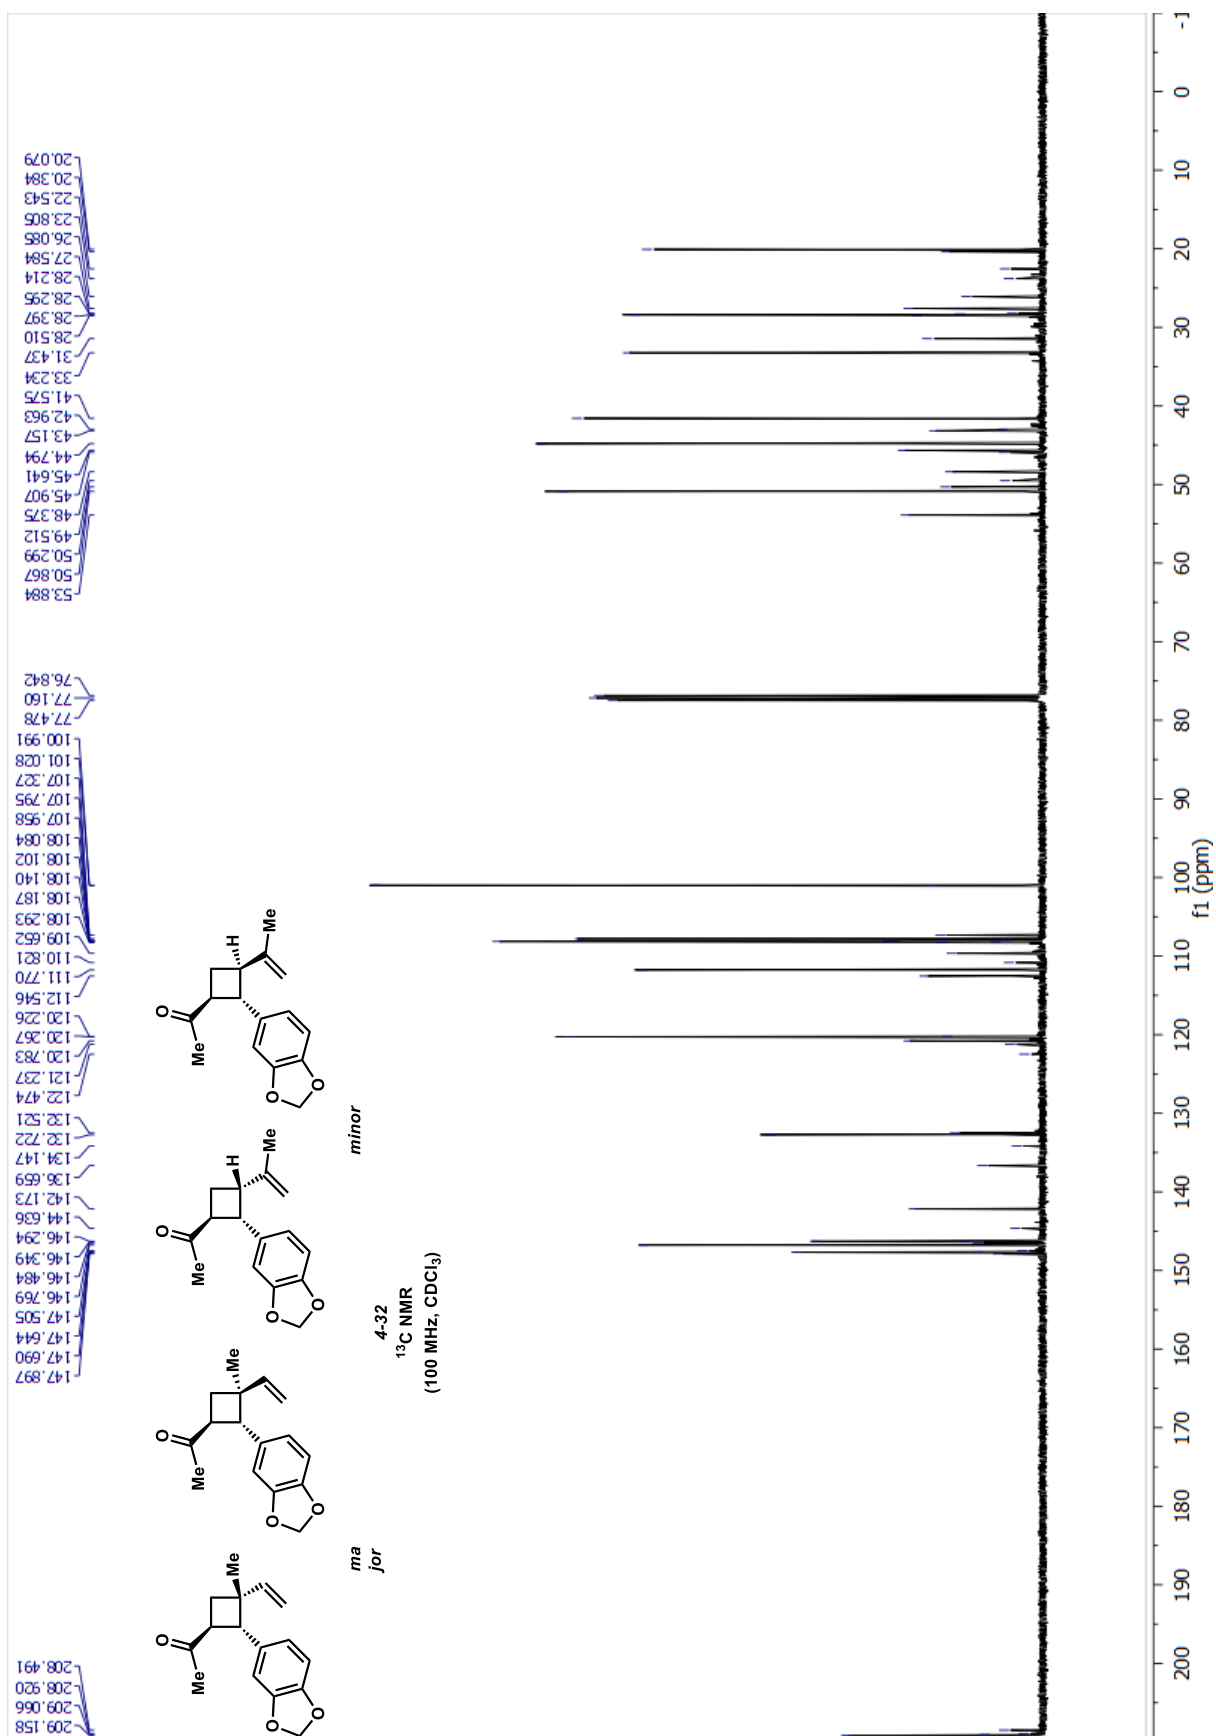 209.158
209.066
208.920
208.491
147.897
147.690
147.644
147.505
146.769
146.484
146.349
146.294
144.636
142.173
136.659
134.147
132.722
132.521
122.474
121.237
120.783
120.267
120.226
112.546
111.770
110.821
109.652
108.293
108.187
108.140
108.102
108.084
107.958
107.795
107.327
101.028
100.991
77.478
77.160
76.842
53.884
50.867
50.299
49.512
48.375
45.907
45.641
44.794
43.157
42.963
41.575
33.234
31.437
28.510
28.397
28.295
28.214
27.584
26.085
23.805
22.543
20.384
20.079
O
Me
Me
O
O
O
Me
Me
O
O
O
Me
H
Me
O
O
O
Me
H
Me
O
O
ma
jor
minor
4-32
¹³C NMR
(100 MHz, CDCl₃)
200 190 180 170 160 150 140 130 120 110 100 90 80 70 60 50 40 30 20 10 0 -1
f1 (ppm)